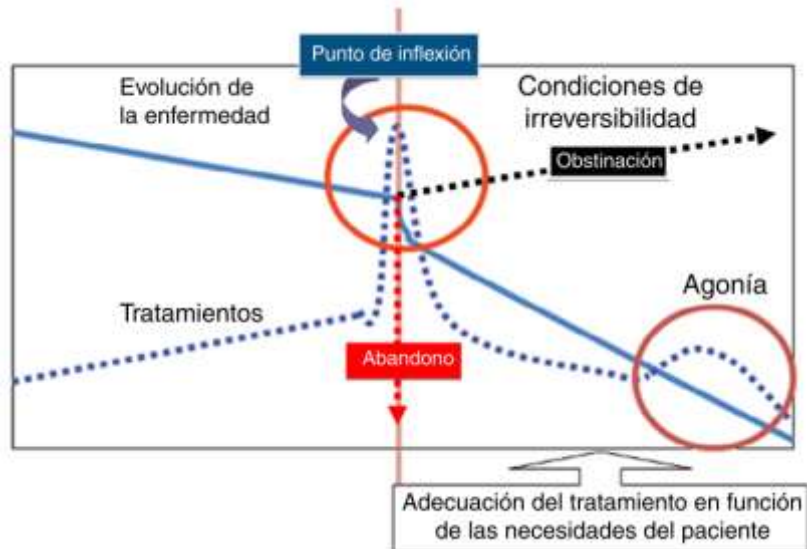 Punto de inflexión
Evolución de
la enfermedad
Condiciones de
irreversibilidad
Obstinación
Tratamientos
Abandono
Agonía
Adecuación del tratamiento en función
de las necesidades del paciente